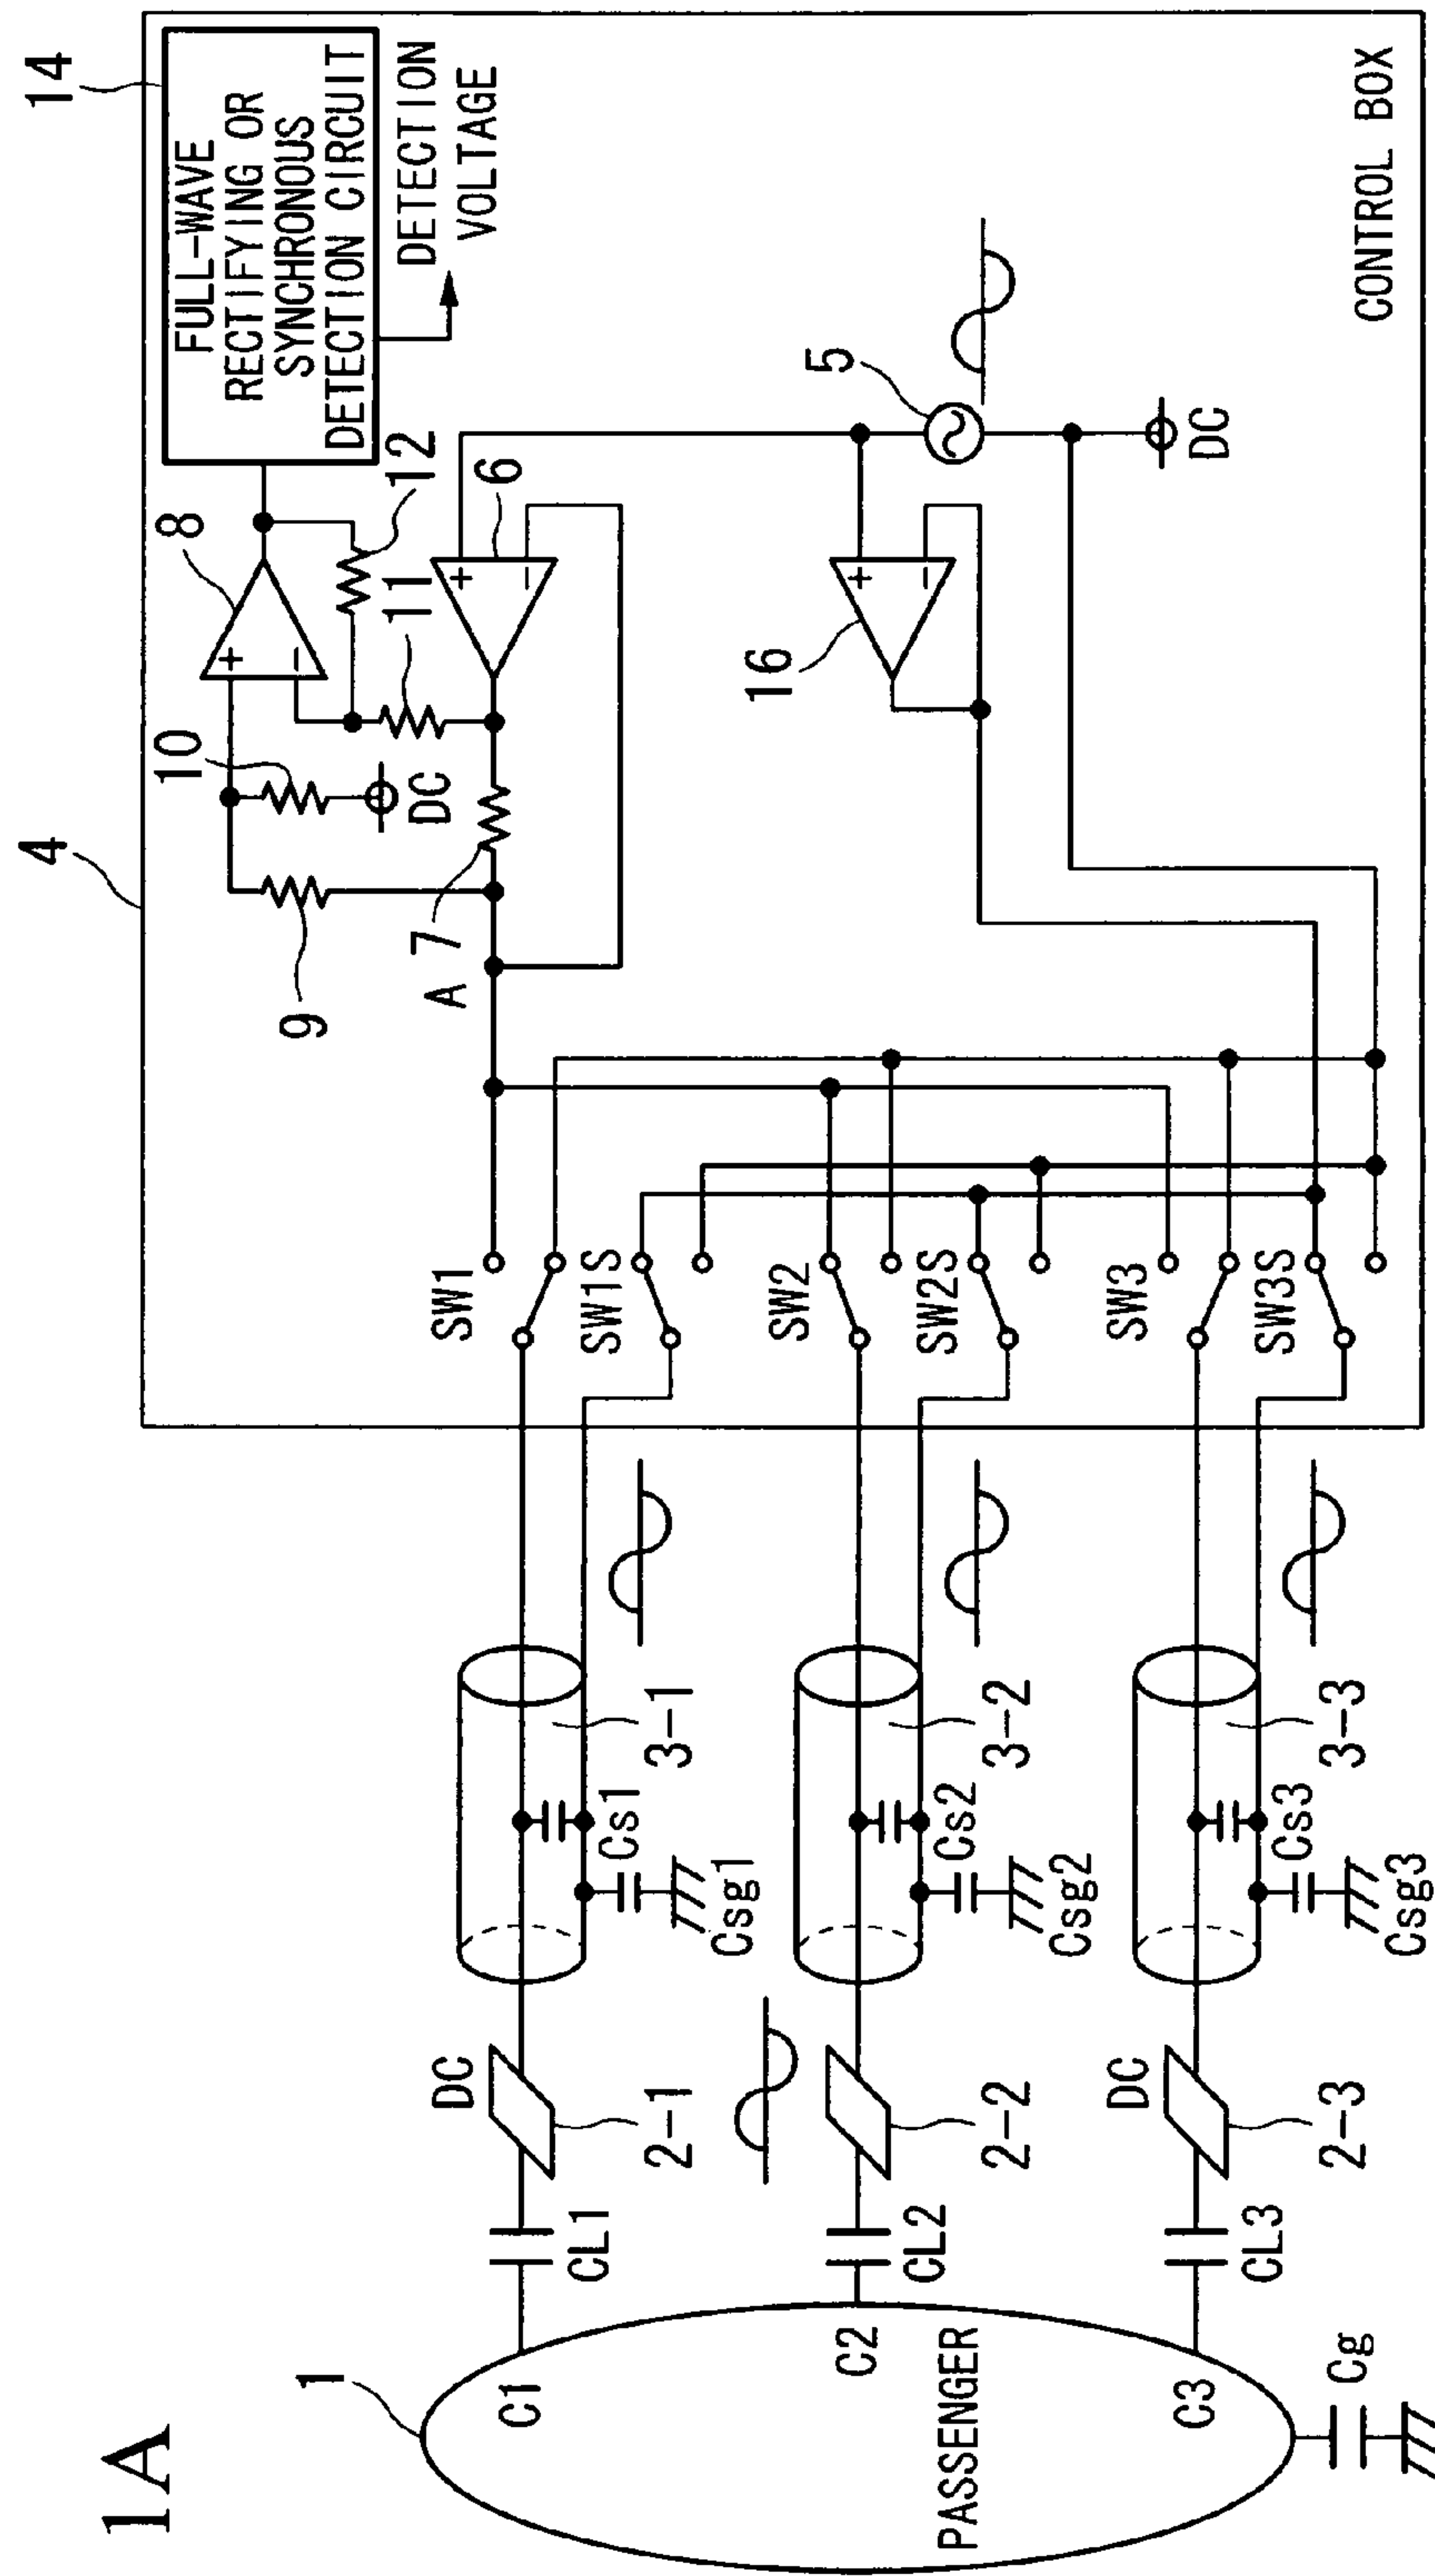 1A
1
C1
C2
C3
PASSENGER
Cg
CL1
CL2
CL3
DC
2-1
2-2
DC
2-3
Cs1
Csg1
3-1
Cs2
Csg2
3-2
Cs3
Csg3
3-3
4
SW1
SW1S
SW2
SW2S
SW3
SW3S
A
7
9
10
DC
11
12
8
+
-
6
+
-
16
+
-
5
DC
14
FULL-WAVE
RECTIFYING OR
SYNCHRONOUS
DETECTION CIRCUIT
DETECTION
VOLTAGE
CONTROL BOX